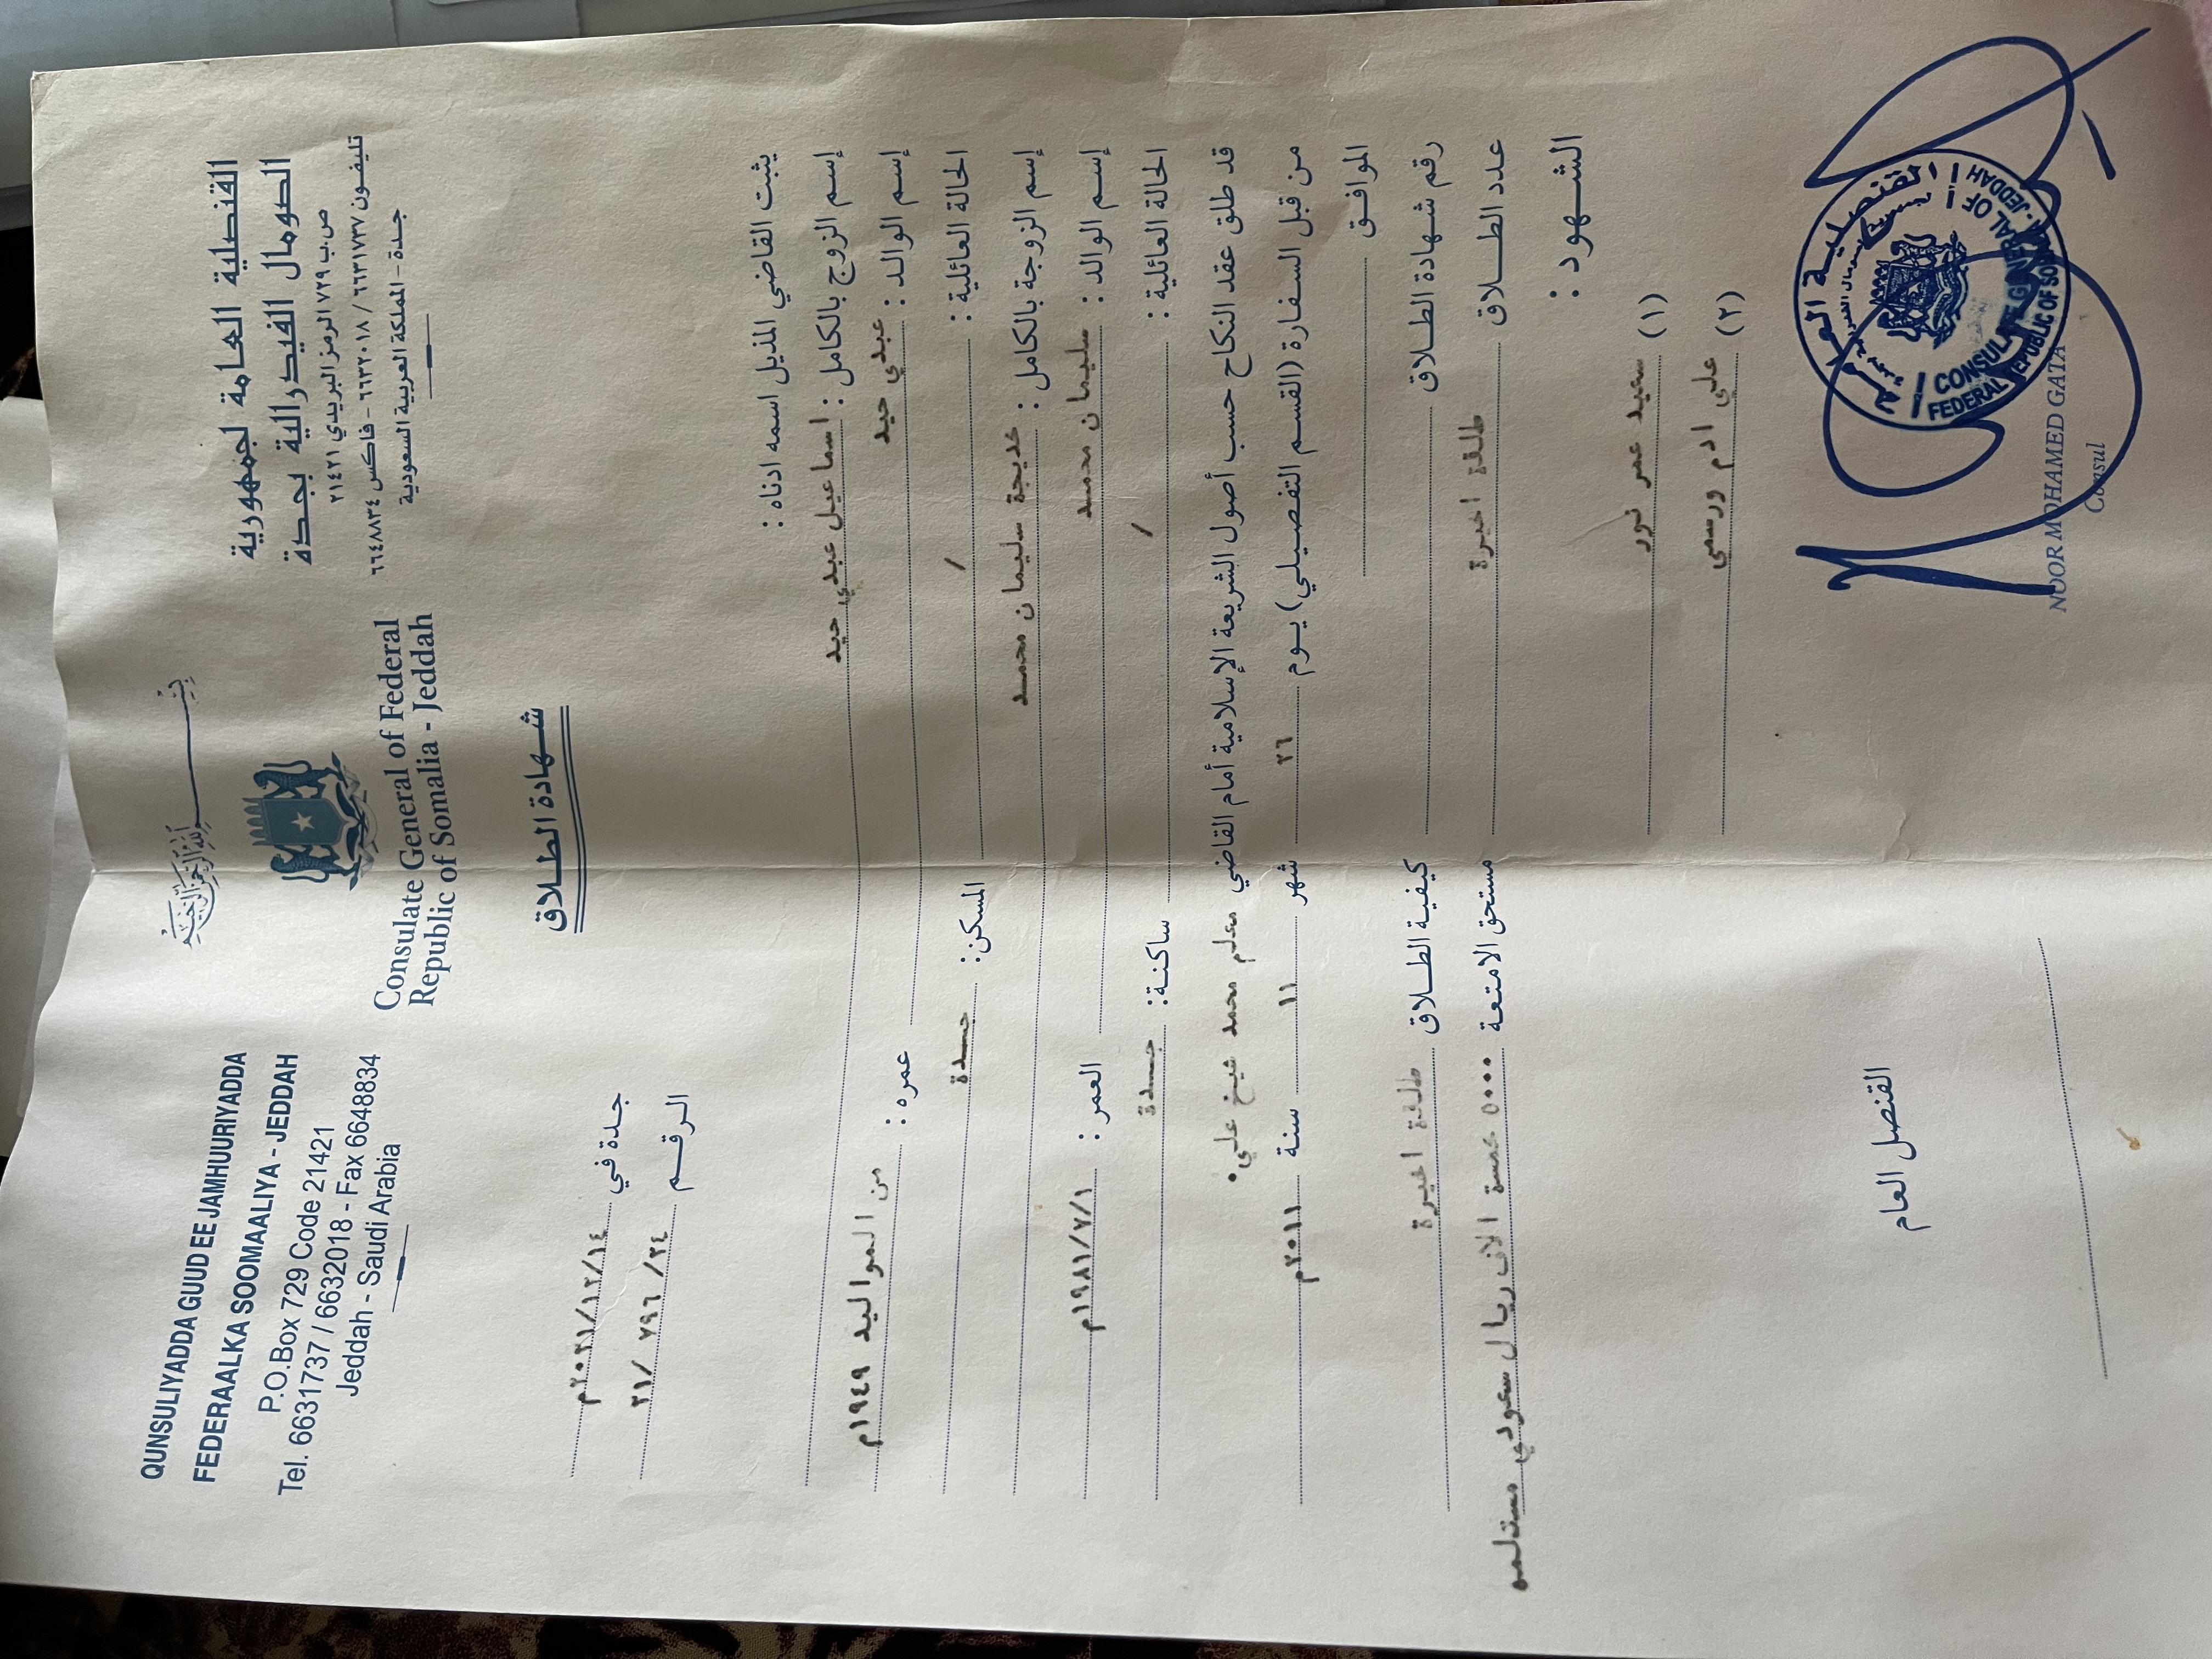 بسم الله الرحمن الرحيم
QUNSULIYADDA GUUD EE JAMHUURIYADDA
FEDERAALKA SOOMAALIYA - JEDDAH
P.O.Box 729 Code 21421
Tel. 6631737 / 6632018 - Fax 6648834
Jeddah - Saudi Arabia
Consulate General of Federal
Republic of Somalia - Jeddah
القنصلية العامة لجمهورية
الصومال الفيدرالية بجدة
ص.ب ٧٢٩ الرمز البريدي ٢١٤٢١
تليفون ٦٦٣١٧٣٧ / ٦٦٣٢٠١٨ - فاكس ٦٦٤٨٨٣٤
جدة - المملكة العربية السعودية
شهادة الطلاق
جدة في ٢٠٢١/١٢/١٤م
الرقم ٢١/ ٧٩٦ /٢٤
يثبت القاضي المذيل اسمه ادناه :
إسم الزوج بالكامل : اسماعيل عبدي حيد
إسم الوالد : عبدي حيد عمره : من المواليد ١٩٤٩م
الحالة العائلية : / المسكن : جدة
إسم الزوجة بالكامل : خديجة سليمان محمد
إسم الوالد : سليمان محمد العمر : ١٩٨١/٧/١م
الحالة العائلية : / ساكنة : جدة
قد طلق عقد النكاح حسب أصول الشريعة الإسلامية أمام القاضي معلم محمد شيخ علي.
من قبل السفارة (القسم التفصيلي) يوم ٢٦ شهر ١١ سنة ٢٠١١م
الموافق
رقم شهادة الطلاق كيفية الطلاق طلقة اخيرة
عدد الطلاق طلقة اخيرة مستحق الامتعة ٥٠٠٠ خمسة الاف ريال سعودي مستلمه
الشهود :
(١) سعيد عمر نور
(٢) علي ادم ورسمي
القنصل العام
القنصلية العامة
CONSULATE GENERAL OF
FEDERAL REPUBLIC OF SOMALIA - JEDDAH
NOOR MOHAMED GATA
Consul